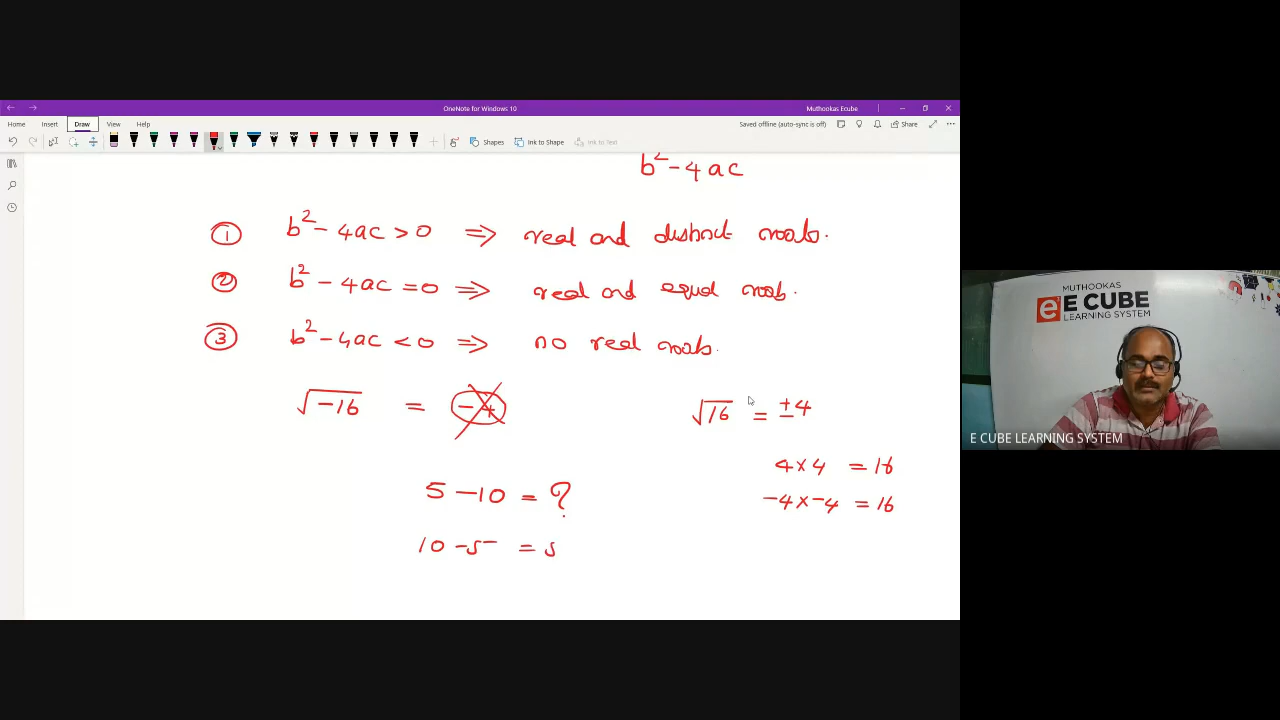 OneNote for Windows 10
Muthookas Ecube.
Home Insert Draw View Help
Saved offline (auto-sync is off)
Share
Shapes
Ink to Shape
Ink to Text
b² - 4ac
① b² - 4ac > 0 ⇒ real and distinct roots.
② b² - 4ac = 0 ⇒ real and equal roots.
③ b² - 4ac < 0 ⇒ no real roots.
√-16 = -4
√16 = ±4
4 × 4 = 16
-4 × -4 = 16
5 - 10 = ?
10 - 5 = 5
MUTHOOKAS
e E CUBE
LEARNING SYSTEM
E CUBE LEARNING SYSTEM